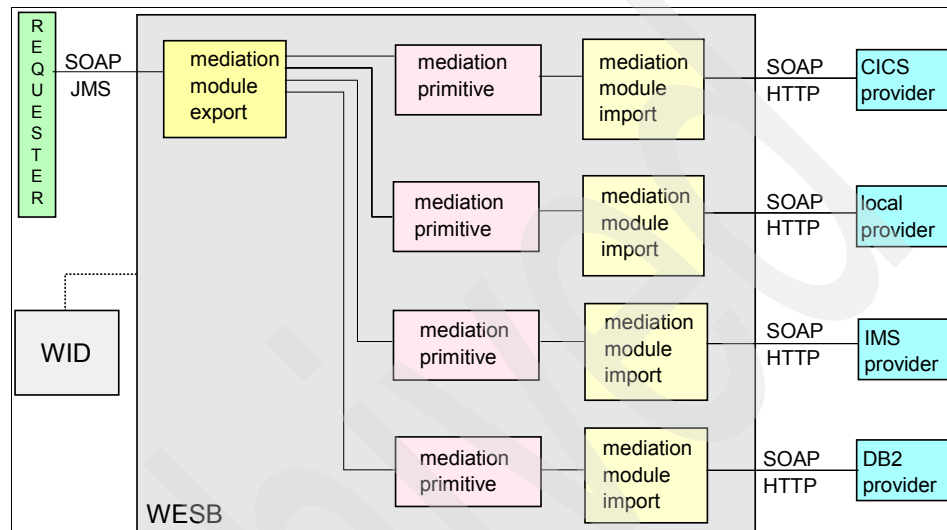 REQUESTER
SOAP
JMS
mediation
module
export
mediation
primitive
mediation
module
import
SOAP
HTTP
CICS
provider
mediation
primitive
mediation
module
import
SOAP
HTTP
local
provider
WID
mediation
primitive
mediation
module
import
SOAP
HTTP
IMS
provider
mediation
primitive
mediation
module
import
SOAP
HTTP
DB2
provider
WESB